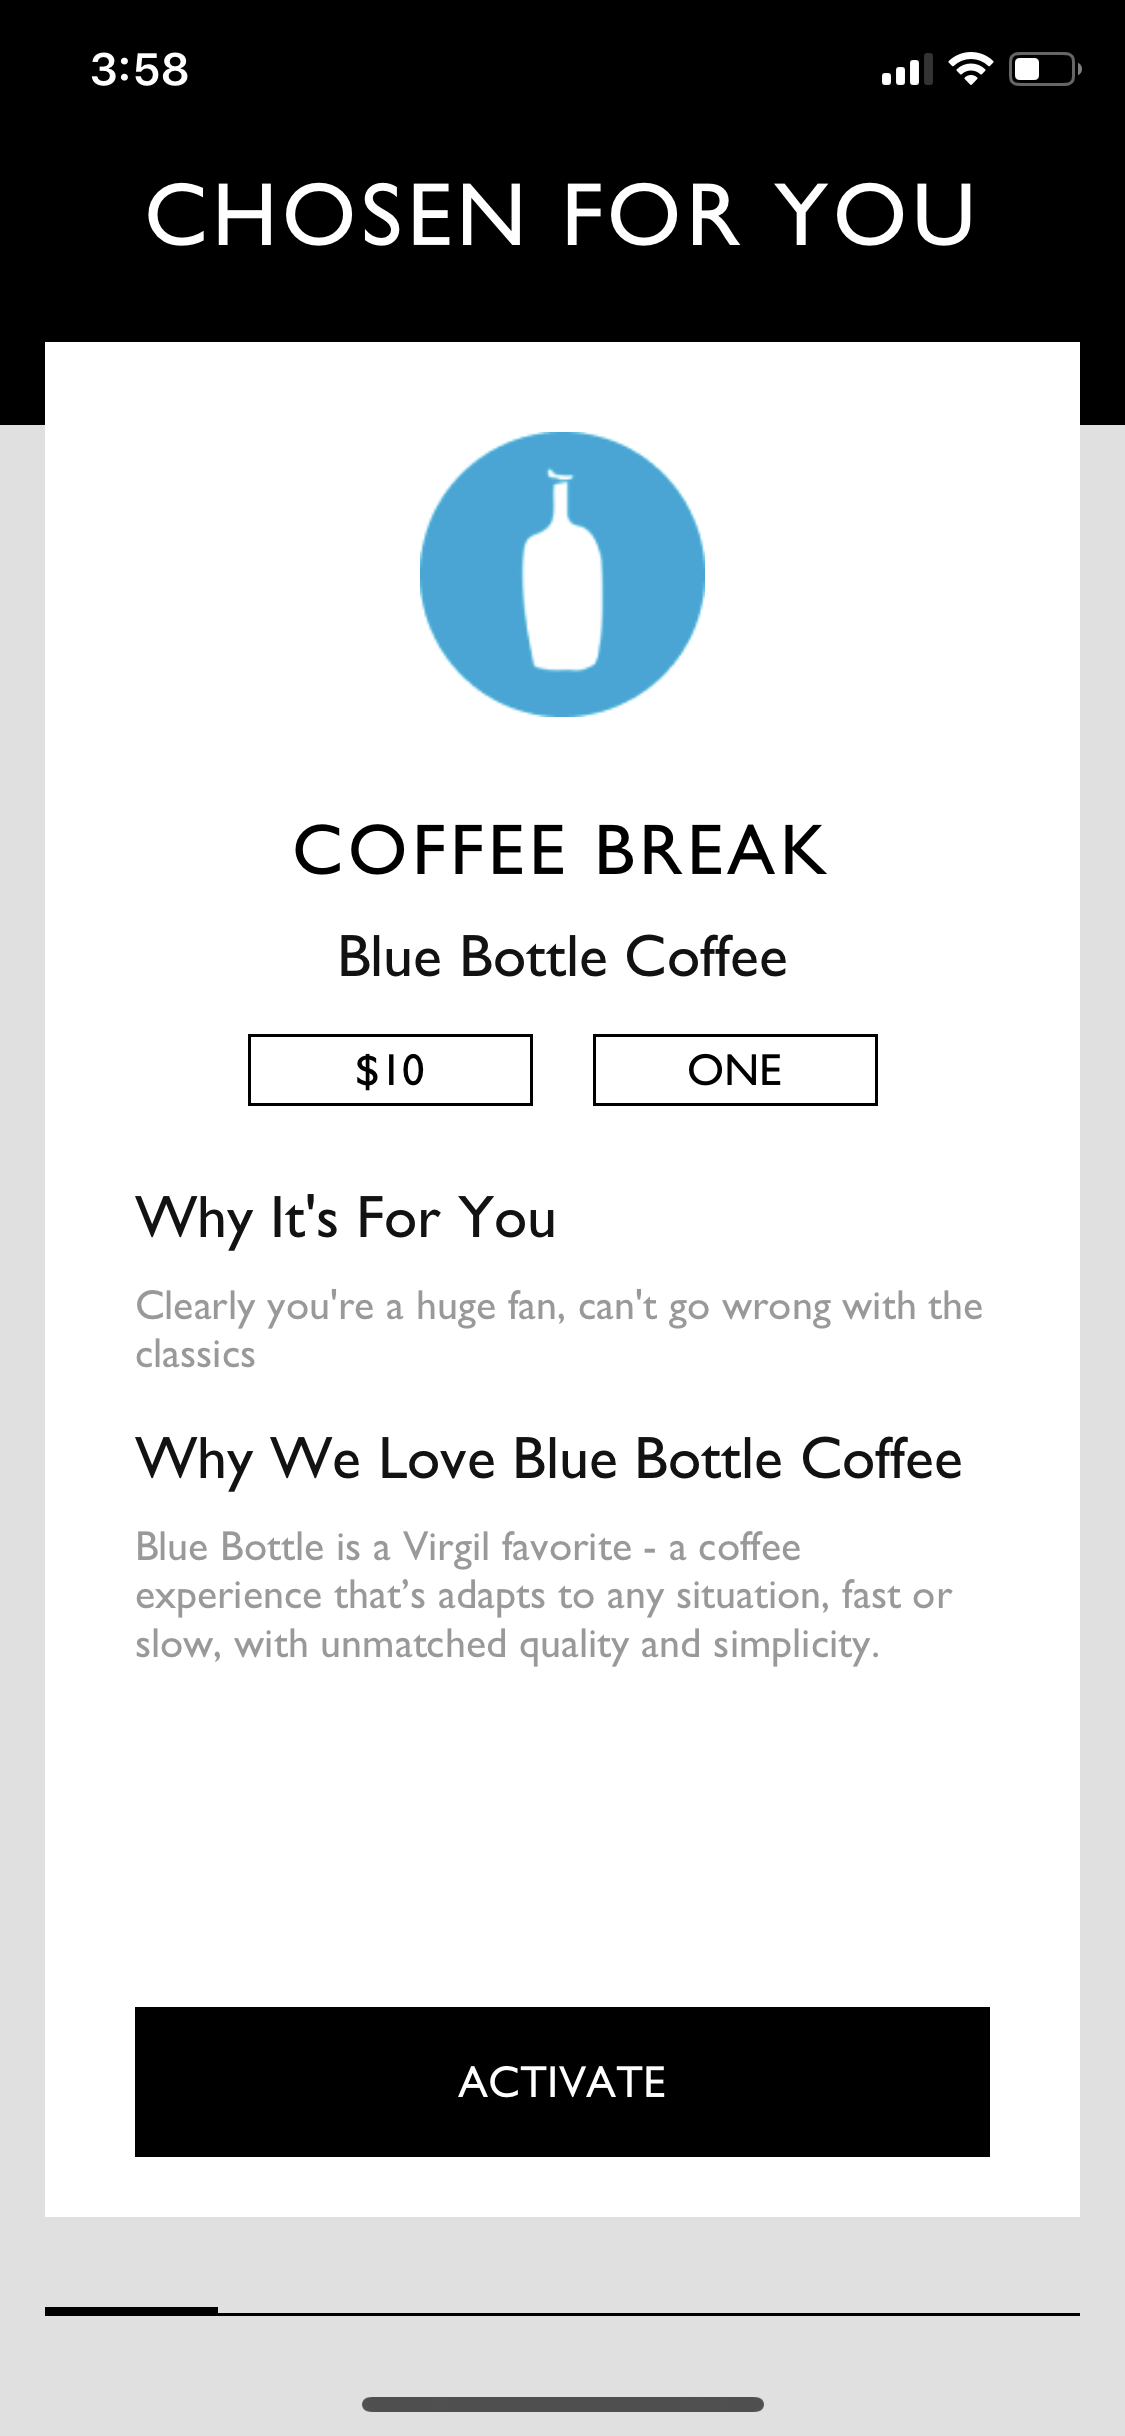 3:58
CHOSEN FOR YOU
COFFEE BREAK
Blue Bottle Coffee
$10
ONE
Why It's For You
Clearly you're a huge fan, can't go wrong with the
classics
Why We Love Blue Bottle Coffee
Blue Bottle is a Virgil favorite - a coffee
experience that’s adapts to any situation, fast or
slow, with unmatched quality and simplicity.
ACTIVATE